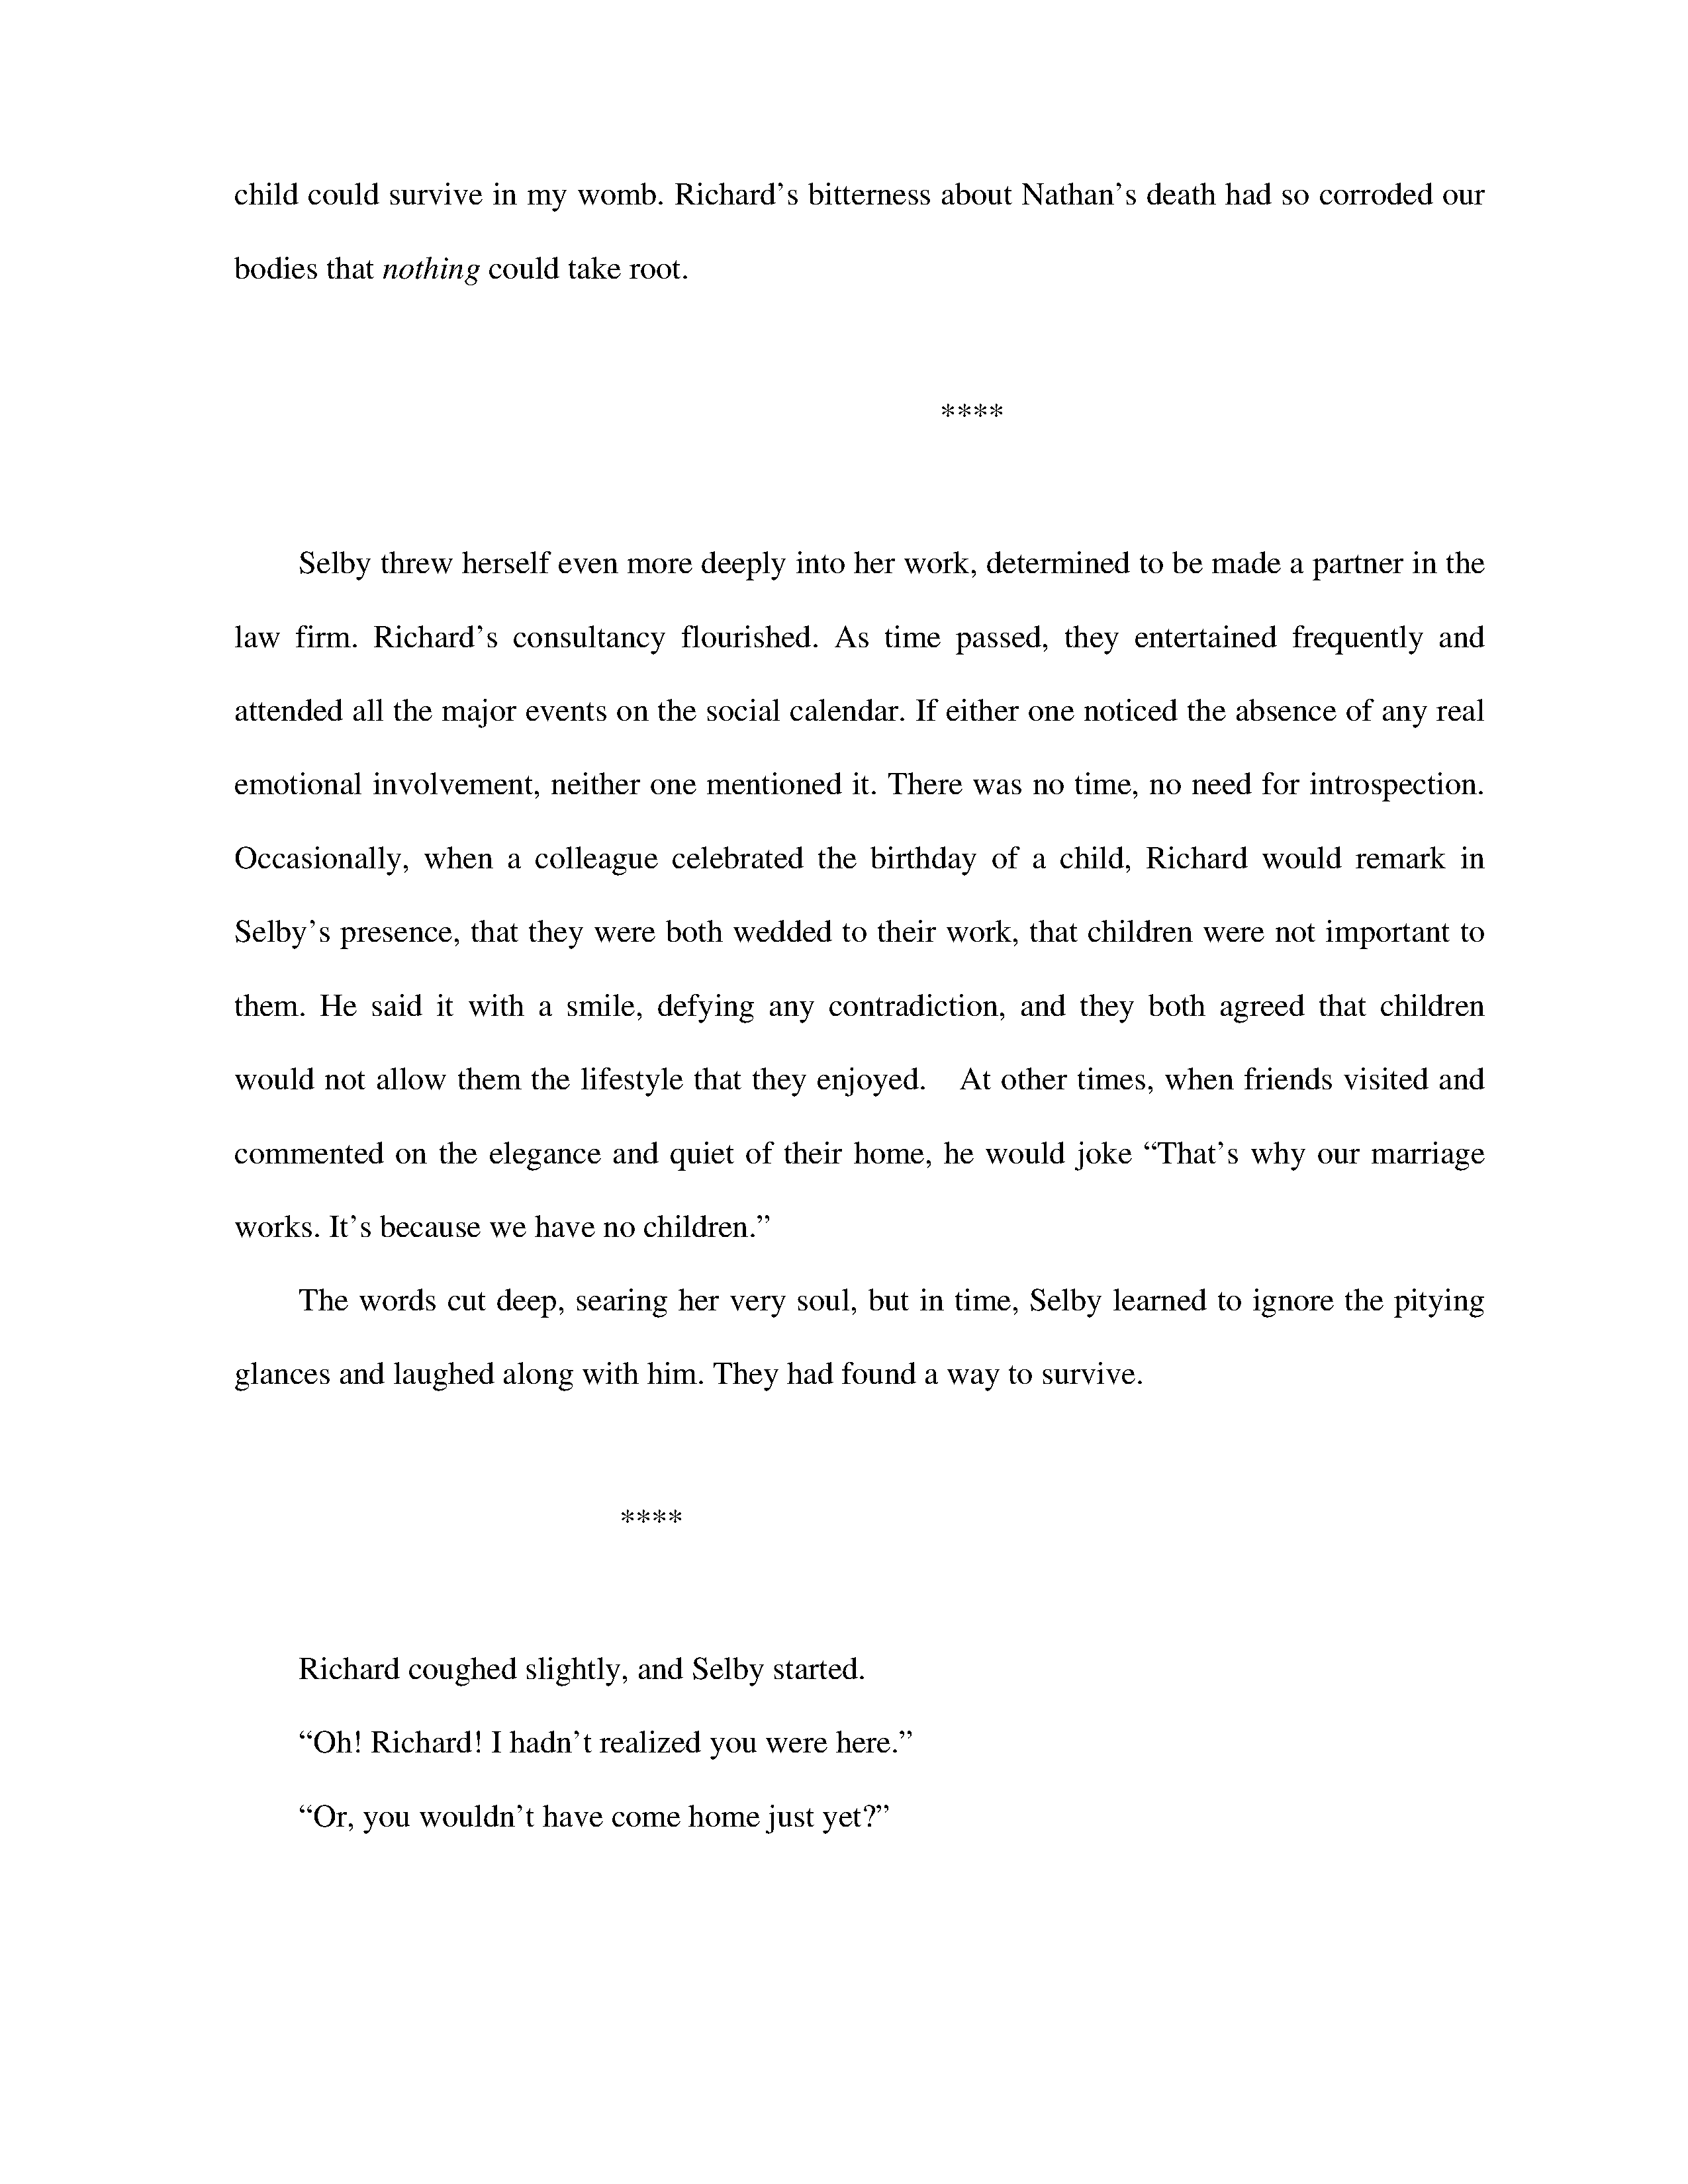 child could survive in my womb. Richard’s bitterness about Nathan’s death had so corroded our
bodies that nothing could take root.
****
Selby threw herself even more deeply into her work, determined to be made a partner in the
law firm. Richard’s consultancy flourished. As time passed, they entertained frequently and
attended all the major events on the social calendar. If either one noticed the absence of any real
emotional involvement, neither one mentioned it. There was no time, no need for introspection.
Occasionally, when a colleague celebrated the birthday of a child, Richard would remark in
Selby’s presence, that they were both wedded to their work, that children were not important to
them. He said it with a smile, defying any contradiction, and they both agreed that children
would not allow them the lifestyle that they enjoyed. At other times, when friends visited and
commented on the elegance and quiet of their home, he would joke “That’s why our marriage
works. It’s because we have no children.”
The words cut deep, searing her very soul, but in time, Selby learned to ignore the pitying
glances and laughed along with him. They had found a way to survive.
****
Richard coughed slightly, and Selby started.
“Oh! Richard! I hadn’t realized you were here.”
“Or, you wouldn’t have come home just yet?”